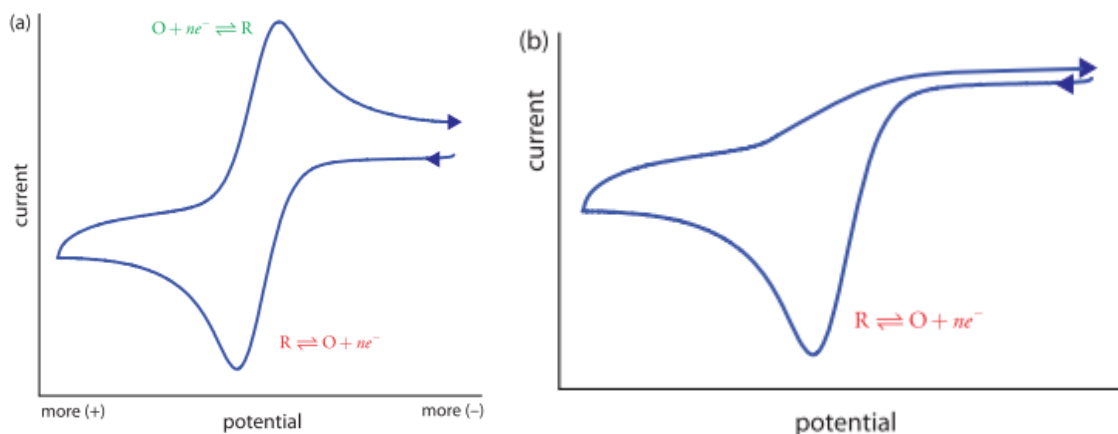 (a)
O + ne⁻ ⇌ R
current
R ⇌ O + ne⁻
more (+)
potential
more (–)
(b)
current
R ⇌ O + ne⁻
potential